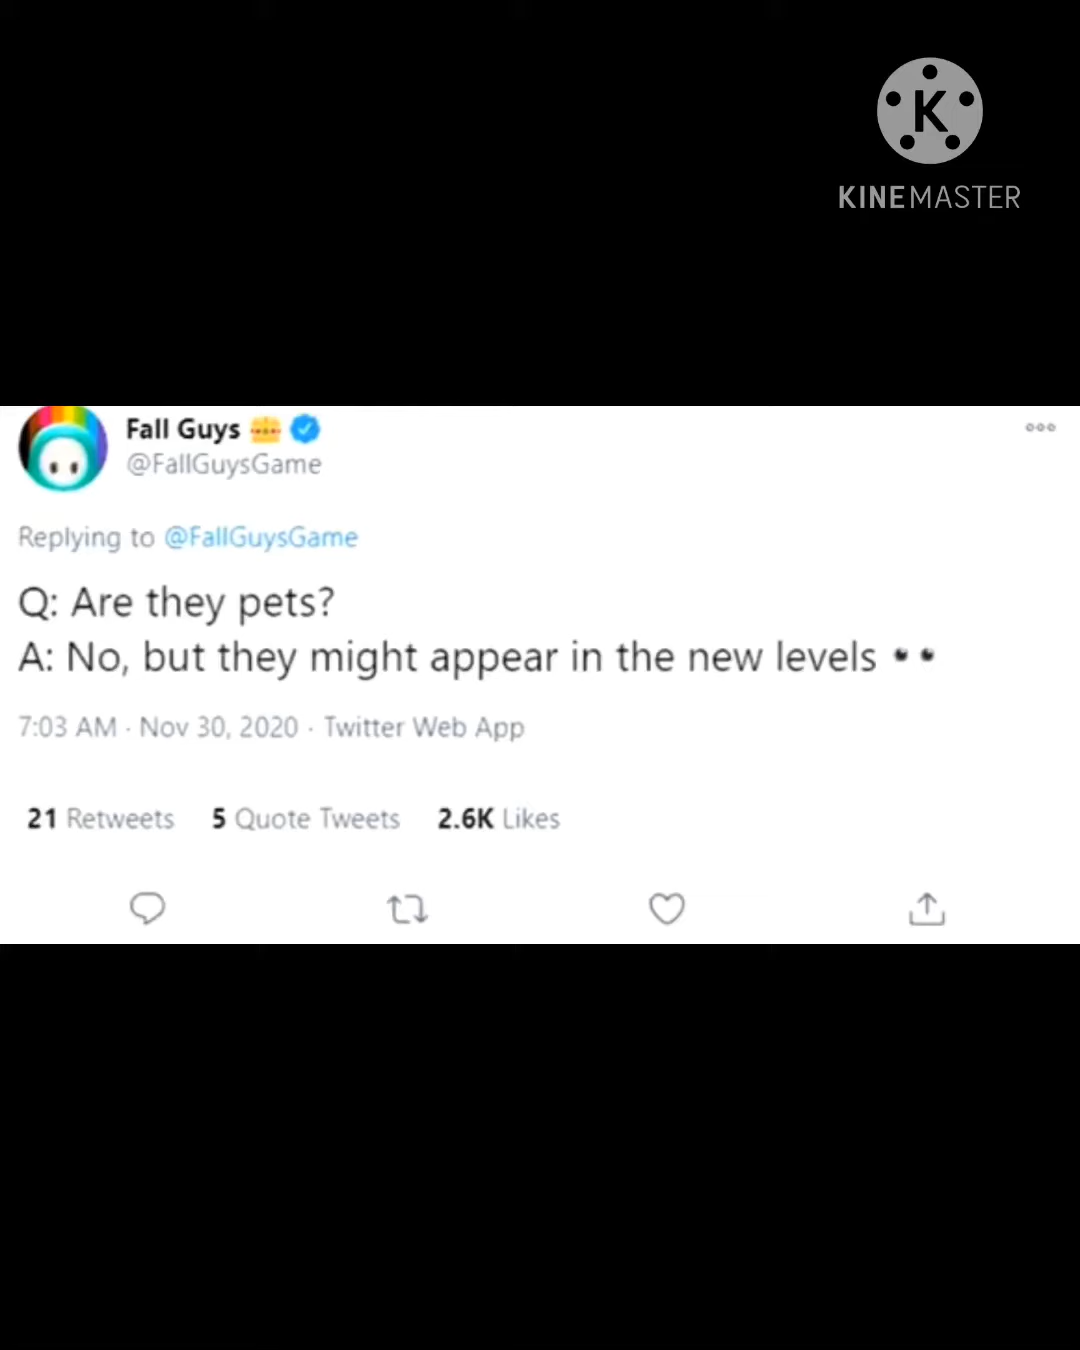 K
KINEMASTER
Fall Guys
@FallGuysGame
Replying to @FallGuysGame
Q: Are they pets?
A: No, but they might appear in the new levels 👀
7:03 AM · Nov 30, 2020 · Twitter Web App
21 Retweets 5 Quote Tweets 2.6K Likes